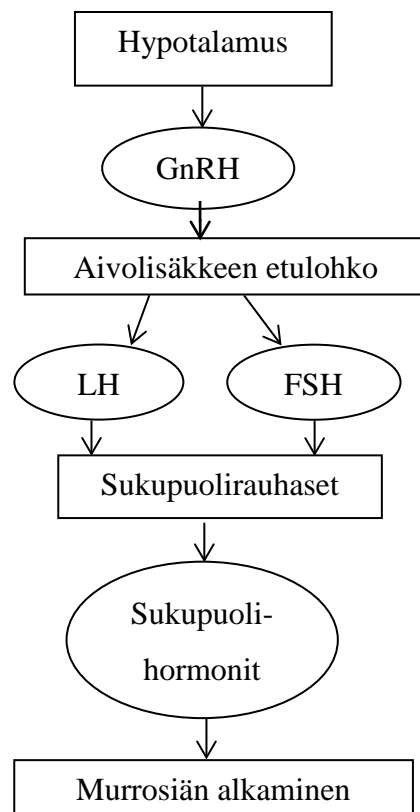 Hypotalamus
GnRH
Aivolisäkkeen etulohko
LH
FSH
Sukupuolirauhaset
Sukupuoli-
hormonit
Murrosiän alkaminen